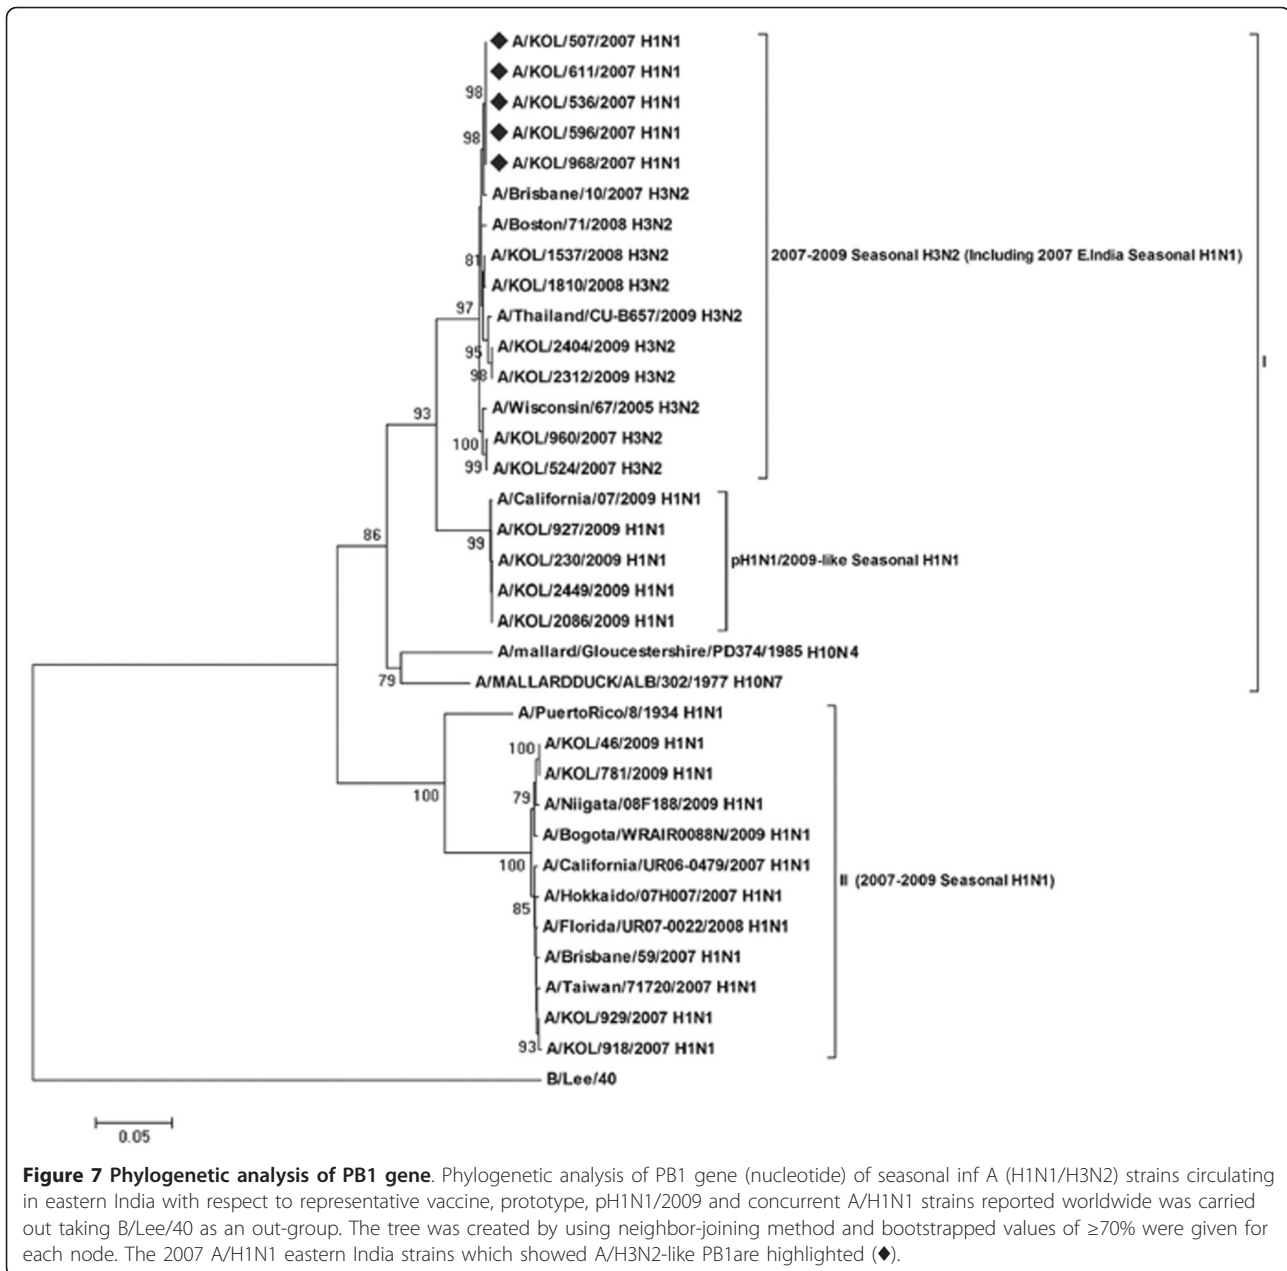 ◆ A/KOL/507/2007 H1N1
◆ A/KOL/611/2007 H1N1
98
◆ A/KOL/536/2007 H1N1
98
◆ A/KOL/596/2007 H1N1
◆ A/KOL/968/2007 H1N1
A/Brisbane/10/2007 H3N2
A/Boston/71/2008 H3N2
81
A/KOL/1537/2008 H3N2
2007-2009 Seasonal H3N2 (Including 2007 E.India Seasonal H1N1)
A/KOL/1810/2008 H3N2
97
A/Thailand/CU-B657/2009 H3N2
95
A/KOL/2404/2009 H3N2
I
98
A/KOL/2312/2009 H3N2
93
A/Wisconsin/67/2005 H3N2
100
A/KOL/960/2007 H3N2
99
A/KOL/524/2007 H3N2
A/California/07/2009 H1N1
86
A/KOL/927/2009 H1N1
99
A/KOL/230/2009 H1N1
pH1N1/2009-like Seasonal H1N1
A/KOL/2449/2009 H1N1
A/KOL/2086/2009 H1N1
A/mallard/Gloucestershire/PD374/1985 H10N4
79
A/MALLARDDUCK/ALB/302/1977 H10N7
A/PuertoRico/8/1934 H1N1
100
A/KOL/46/2009 H1N1
A/KOL/781/2009 H1N1
100
79
A/Niigata/08F188/2009 H1N1
A/Bogota/WRAIR0088N/2009 H1N1
100
A/California/UR06-0479/2007 H1N1
II (2007-2009 Seasonal H1N1)
A/Hokkaido/07H007/2007 H1N1
85
A/Florida/UR07-0022/2008 H1N1
A/Brisbane/59/2007 H1N1
A/Taiwan/71720/2007 H1N1
A/KOL/929/2007 H1N1
93
A/KOL/918/2007 H1N1
B/Lee/40
0.05
Figure 7 Phylogenetic analysis of PB1 gene. Phylogenetic analysis of PB1 gene (nucleotide) of seasonal inf A (H1N1/H3N2) strains circulating
in eastern India with respect to representative vaccine, prototype, pH1N1/2009 and concurrent A/H1N1 strains reported worldwide was carried
out taking B/Lee/40 as an out-group. The tree was created by using neighbor-joining method and bootstrapped values of ≥70% were given for
each node. The 2007 A/H1N1 eastern India strains which showed A/H3N2-like PB1are highlighted (◆).